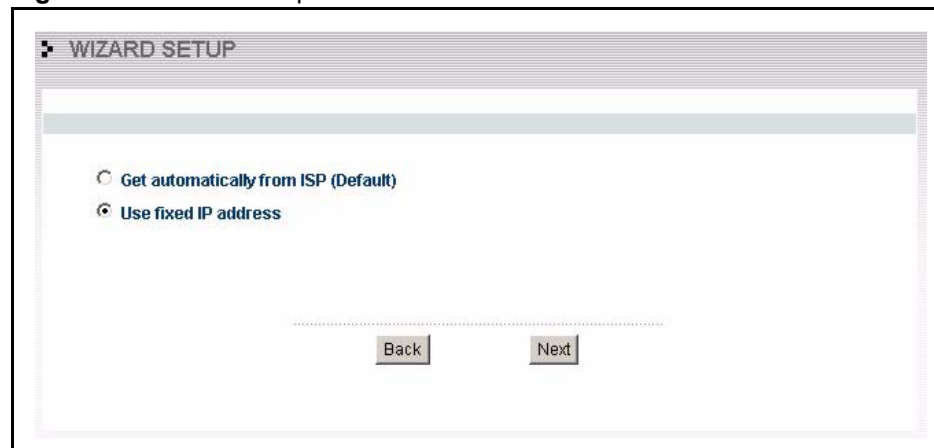 WIZARD SETUP
Get automatically from ISP (Default)
Use fixed IP address
Back
Next